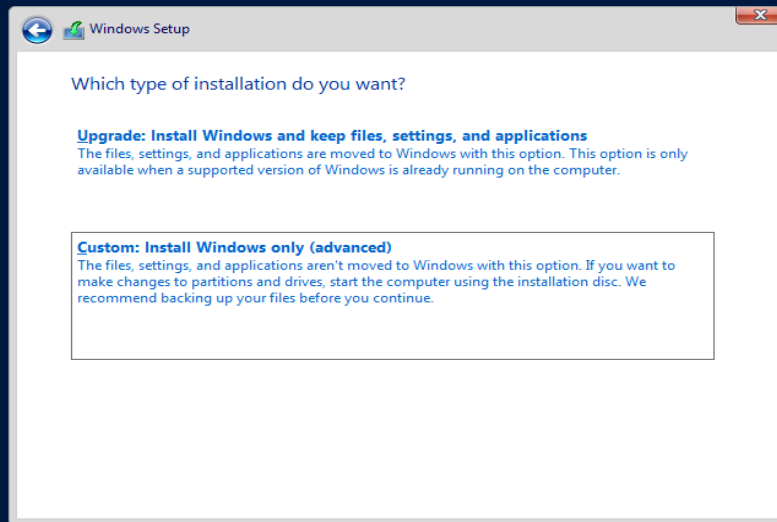 Windows Setup
Which type of installation do you want?
Upgrade: Install Windows and keep files, settings, and applications
The files, settings, and applications are moved to Windows with this option. This option is only
available when a supported version of Windows is already running on the computer.
Custom: Install Windows only (advanced)
The files, settings, and applications aren't moved to Windows with this option. If you want to
make changes to partitions and drives, start the computer using the installation disc. We
recommend backing up your files before you continue.